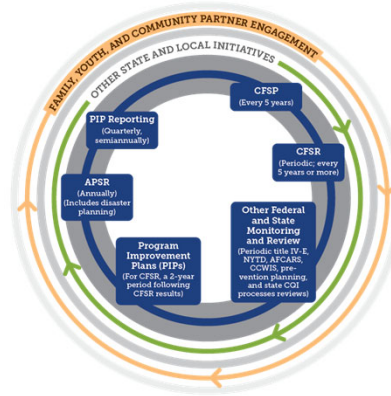 FAMILY, YOUTH, AND COMMUNITY PARTNER ENGAGEMENT
OTHER STATE AND LOCAL INITIATIVES
CFSP
(Every 5 years)
CFSR
(Periodic; every
5 years or more)
Other Federal
and State
Monitoring
and Review
(Periodic title IV-E,
NYTD, AFCARS,
CCWIS, pre-
vention planning,
and state CQI
processes reviews)
Program
Improvement
Plans (PIPs)
(For CFSR, a 2-year
period following
CFSR results)
APSR
(Annually)
(Includes disaster
planning)
PIP Reporting
(Quarterly,
semiannually)